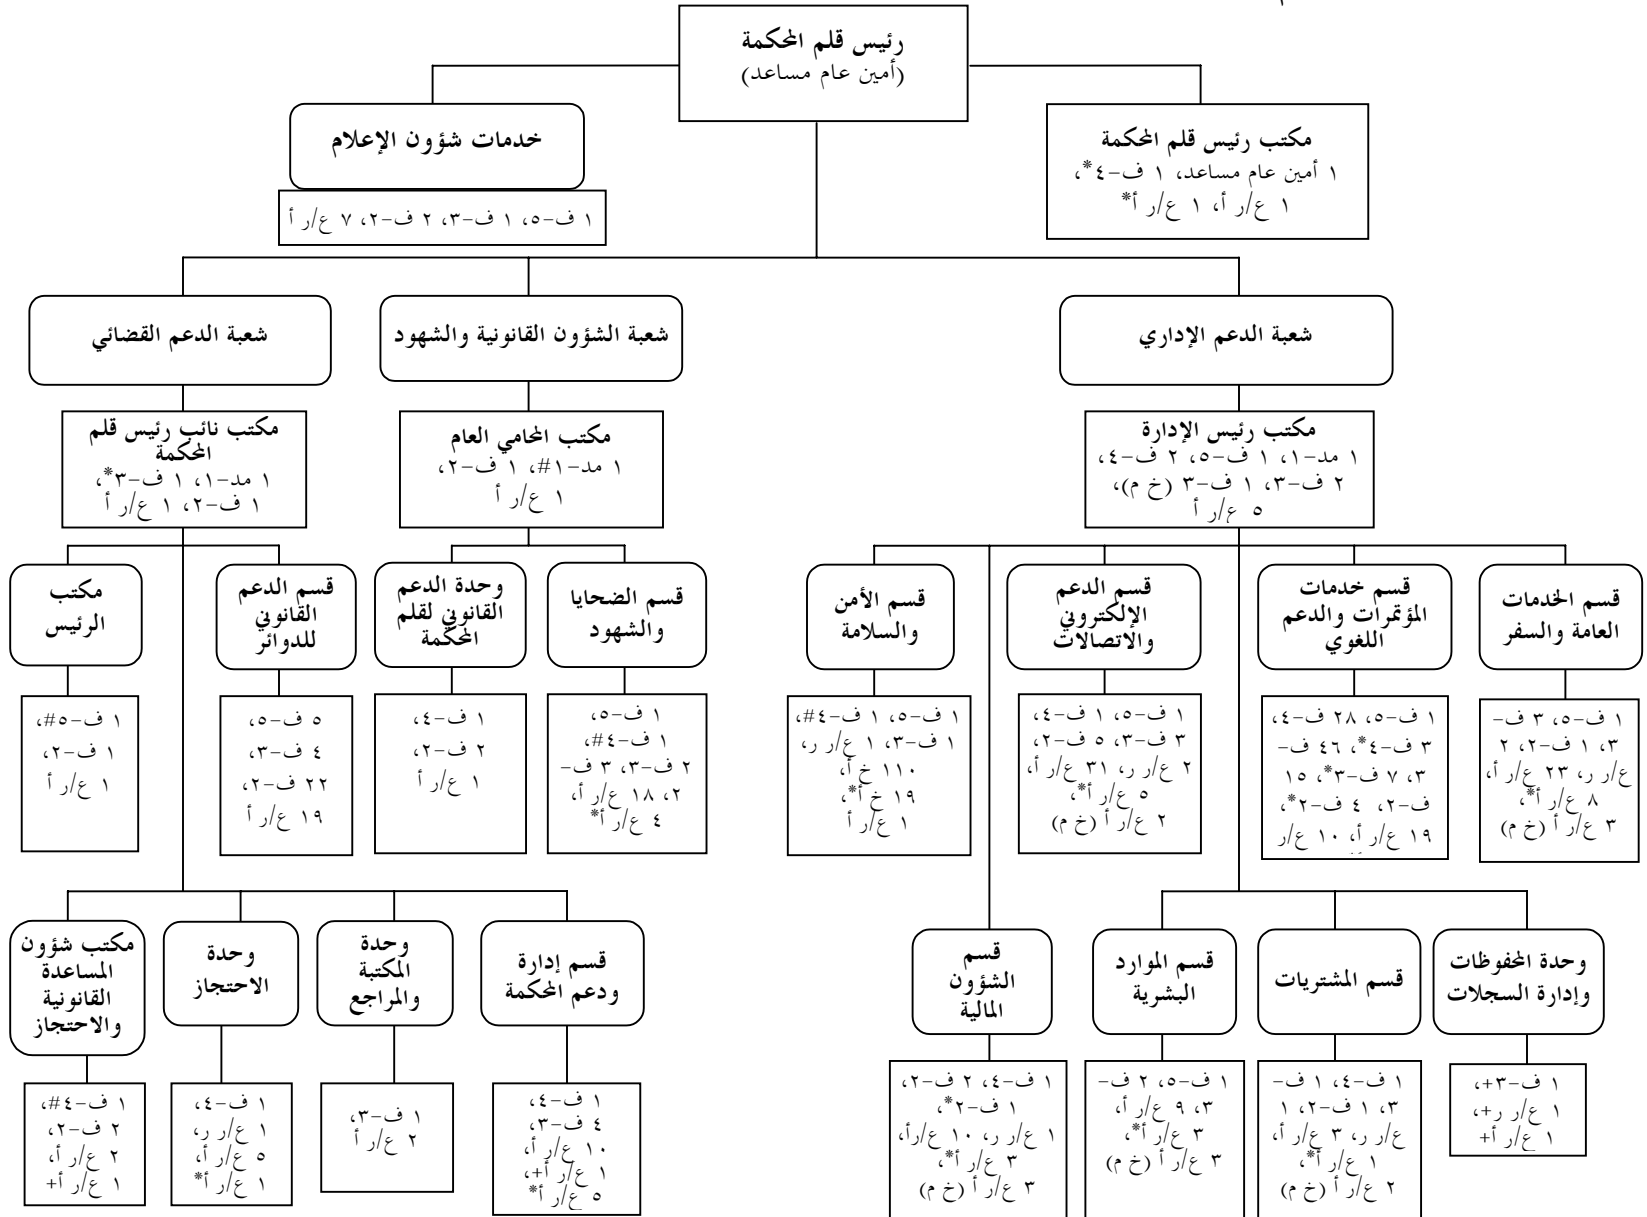 رئيس قلم المحكمة
(أمين عام مساعد)
مكتب رئيس قلم المحكمة
١ أمين عام مساعد، ١ ف-٤*،
١ ع/ر أ، ١ ع/ر أ*
خدمات شؤون الإعلام
١ ف-٥، ١ ف-٣، ٢ ف-٢، ٧ ع/ر أ
شعبة الدعم الإداري
شعبة الشؤون القانونية والشهود
شعبة الدعم القضائي
مكتب رئيس الإدارة
١ مد-١، ١ ف-٥، ٢ ف-٤،
٢ ف-٣، ١ ف-٣ (خ م)،
٥ ع/ر أ
مكتب المحامي العام
١ مد-١#، ١ ف-٢،
١ ع/ر أ
مكتب نائب رئيس قلم
المحكمة
١ مد-١، ١ ف-٣*،
١ ف-٢، ١ ع/ر أ
قسم الخدمات
العامة والسفر
قسم خدمات
المؤتمرات والدعم
اللغوي
قسم الدعم
الإلكتروني
والاتصالات
قسم الأمن
والسلامة
قسم الضحايا
والشهود
وحدة الدعم
القانوني لقلم
المحكمة
قسم الدعم
القانوني
للدوائر
مكتب
الرئيس
١ ف-٥، ٣ ف-
٣، ١ ف-٢، ٢
ع/ر ر، ٢٣ ع/ر أ،
٨ ع/ر أ*،
٣ ع/ر أ (خ م)
١ ف-٥، ٢٨ ف-٤،
٣ ف-٤*، ٤٦ ف-
٣، ٧ ف-٣*، ١٥
ف-٢، ٤ ف-٢*،
١٩ ع/ر أ، ١٠ ع/ر
١ ف-٥، ١ ف-٤،
٣ ف-٣، ٥ ف-٢،
٢ ع/ر ر، ٣١ ع/ر أ،
٥ ع/ر أ*،
٢ ع/ر أ (خ م)
١ ف-٥، ١ ف-٤#،
١ ف-٣، ١ ع/ر ر،
١١٠ خ أ،
١٩ خ أ*،
١ ع/ر أ
١ ف-٥،
١ ف-٤#،
٢ ف-٣، ٣ ف-
٢، ١٨ ع/ر أ،
٤ ع/ر أ*
١ ف-٤،
٢ ف-٢،
١ ع/ر أ
٥ ف-٥،
٤ ف-٣،
٢٢ ف-٢،
١٩ ع/ر أ
١ ف-٥#،
١ ف-٢،
١ ع/ر أ
وحدة المحفوظات
وإدارة السجلات
قسم المشتريات
قسم الموارد
البشرية
قسم
الشؤون
المالية
قسم إدارة
ودعم المحكمة
وحدة
المكتبة
والمراجع
وحدة
الاحتجاز
مكتب شؤون
المساعدة
القانونية
والاحتجاز
١ ف-٣+،
١ ع/ر ر+،
١ ع/ر أ+
١ ف-٤، ١ ف-
٣، ١ ف-٢، ١
ع/ر ر، ٣ ع/ر أ،
١ ع/ر أ*،
٢ ع/ر أ (خ م)
١ ف-٥، ٢ ف-
٣، ٩ ع/ر أ،
٣ ع/ر أ*،
٣ ع/ر أ (خ م)
١ ف-٤، ٢ ف-٢،
١ ف-٢*،
١ ع/ر ر، ١٠ ع/رأ،
٣ ع/ر أ*،
٣ ع/ر أ (خ م)
١ ف-٤،
٤ ف-٣،
١٠ ع/ر أ،
١ ع/ر أ+،
٥ ع/ر أ*
١ ف-٣،
٢ ع/ر أ
١ ف-٤،
١ ع/ر ر،
٥ ع/ر أ،
١ ع/ر أ*
١ ف-٤#،
٢ ف-٢،
٢ ع/ر أ،
١ ع/ر أ+